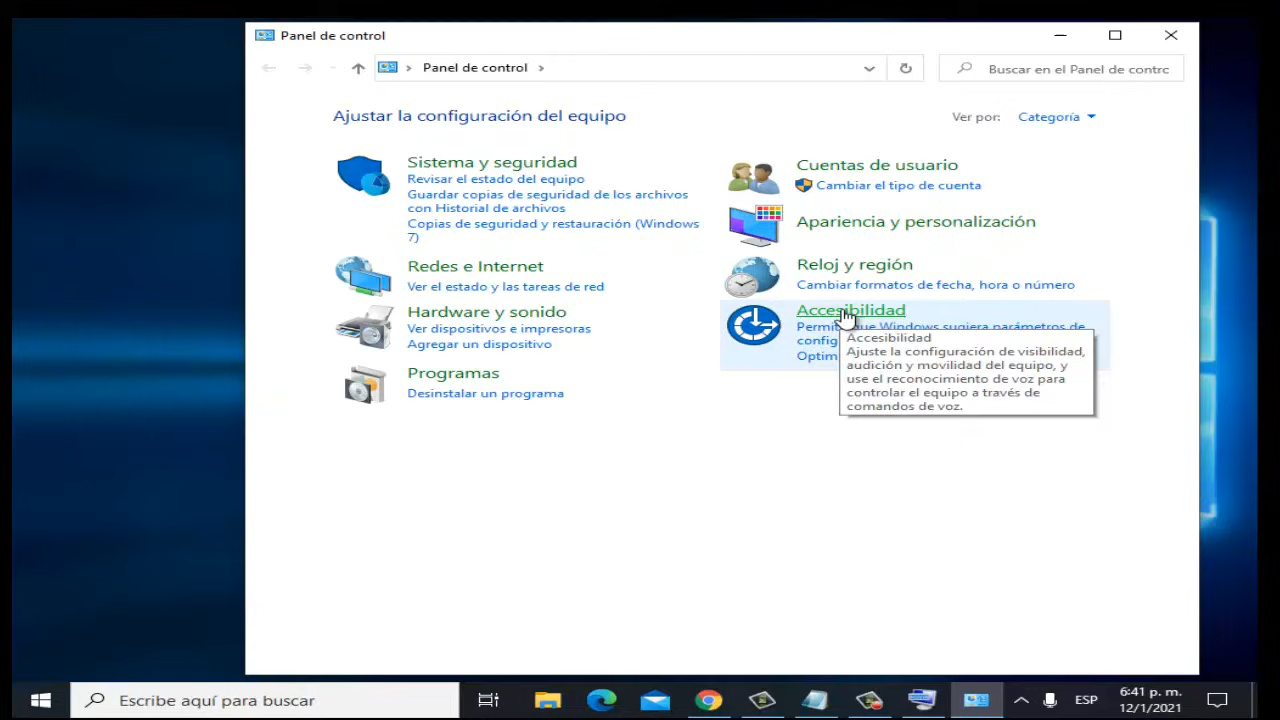 Panel de control
Panel de control
Buscar en el Panel de contrc
Ajustar la configuración del equipo
Ver por:
Categoría
Sistema y seguridad
Revisar el estado del equipo
Guardar copias de seguridad de los archivos
con Historial de archivos
Copias de seguridad y restauración (Windows
7)
Redes e Internet
Ver el estado y las tareas de red
Hardware y sonido
Ver dispositivos e impresoras
Agregar un dispositivo
Programas
Desinstalar un programa
Cuentas de usuario
Cambiar el tipo de cuenta
Apariencia y personalización
Reloj y región
Cambiar formatos de fecha, hora o número
Accesibilidad
que Windows sugiera parámetros de
Accesibilidad
Ajuste la configuración de visibilidad,
audición y movilidad del equipo, y
use el reconocimiento de voz para
controlar el equipo a través de
comandos de voz.
Escribe aquí para buscar
ESP
6:41 p. m.
12/1/2021